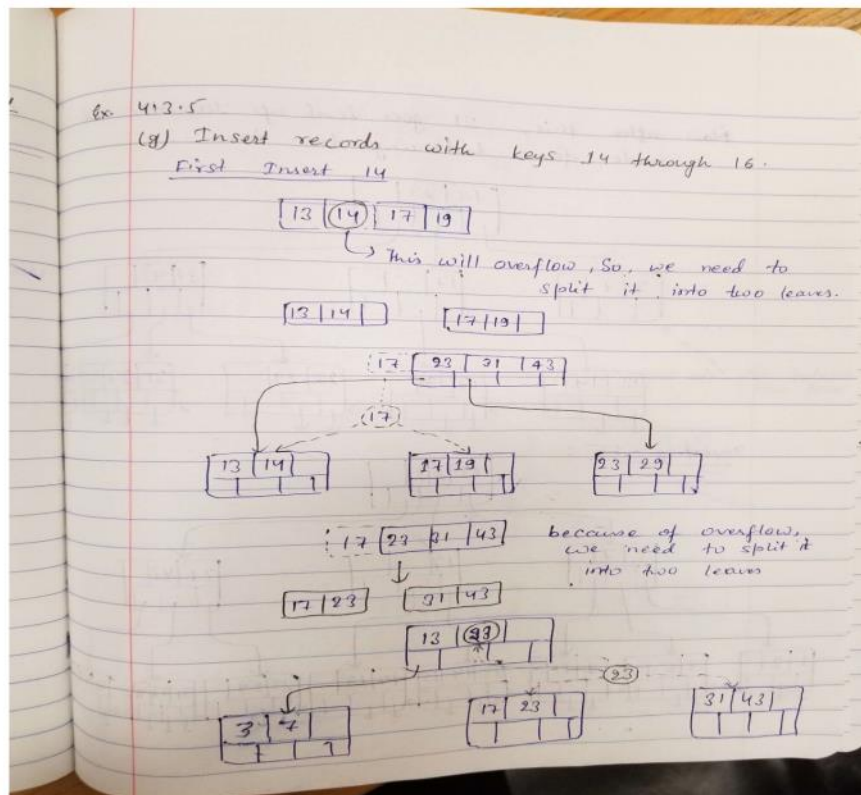 Ex. 4.3.5
(g) Insert records with keys 14 through 16.
First Insert 14
13 14 17 19
This will overflow, So, we need to
split it into two leaves.
13 14 17 19
17 23 31 43
17
13 14 17 19 23 29
17 23 31 43 because of overflow,
we need to split it
into two leaves
17 23 31 43
13 23
23
3 7 17 23 31 43